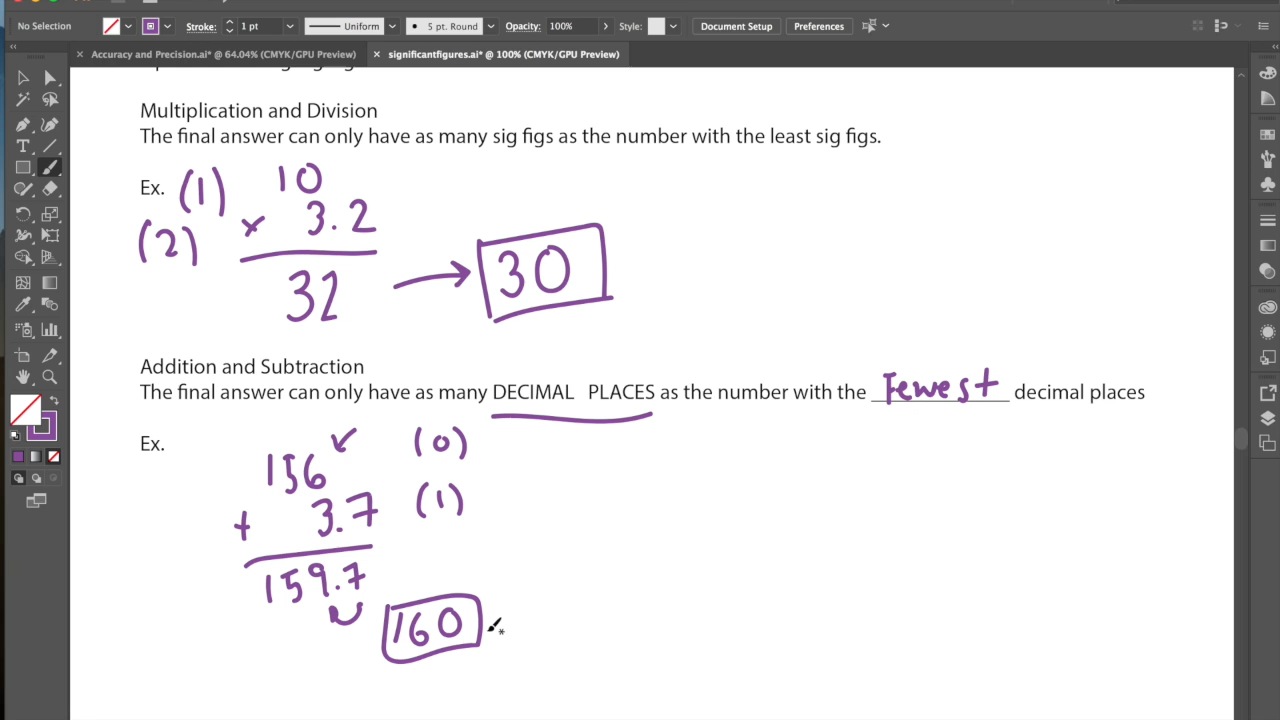 No Selection Stroke: 1 pt Uniform 5 pt. Round Opacity: 100% Style: Document Setup Preferences
Accuracy and Precision.ai* @ 64.04% (CMYK/GPU Preview) significantfigures.ai* @ 100% (CMYK/GPU Preview)
Multiplication and Division
The final answer can only have as many sig figs as the number with the least sig figs.
Ex. (1) 10
(2) × 3.2
32 → 30
Addition and Subtraction
The final answer can only have as many DECIMAL PLACES as the number with the Fewest decimal places
Ex.
156 (0)
+ 3.7 (1)
159.7
160